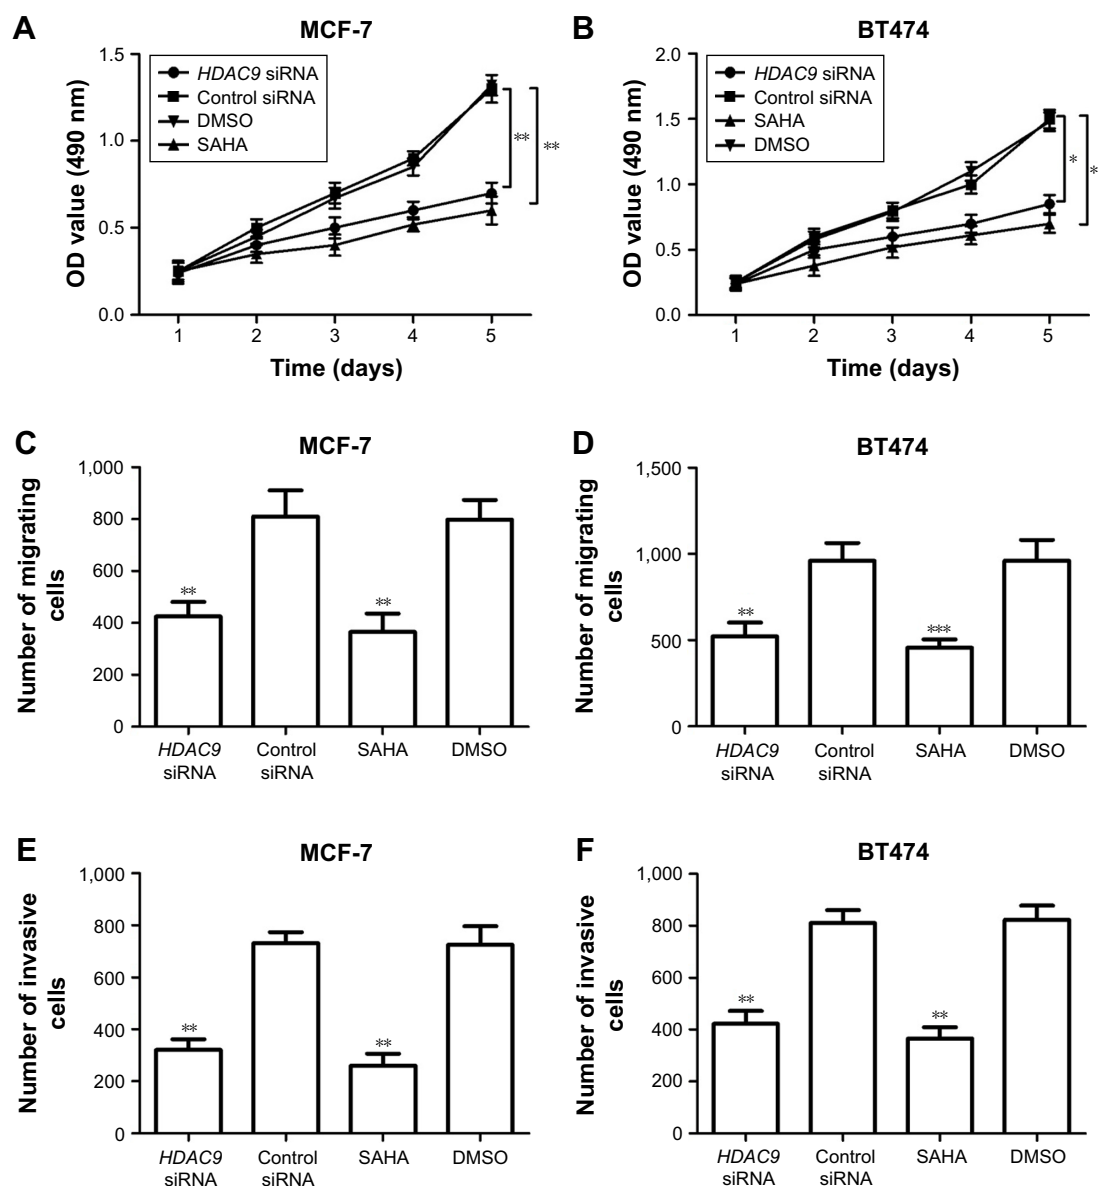 A
MCF-7
OD value (490 nm)
1.5
1.0
0.5
0.0
HDAC9 siRNA
Control siRNA
DMSO
SAHA
**
**
1 2 3 4 5
Time (days)
B
BT474
OD value (490 nm)
2.0
1.5
1.0
0.5
0.0
HDAC9 siRNA
Control siRNA
SAHA
DMSO
*
*
1 2 3 4 5
Time (days)
C
MCF-7
Number of migrating
cells
1,000
800
600
400
200
0
**
**
HDAC9
siRNA
Control
siRNA
SAHA
DMSO
D
BT474
Number of migrating
cells
1,500
1,000
500
0
**
***
HDAC9
siRNA
Control
siRNA
SAHA
DMSO
E
MCF-7
Number of invasive
cells
1,000
800
600
400
200
0
**
**
HDAC9
siRNA
Control
siRNA
SAHA
DMSO
F
BT474
Number of invasive
cells
1,000
800
600
400
200
0
**
**
HDAC9
siRNA
Control
siRNA
SAHA
DMSO